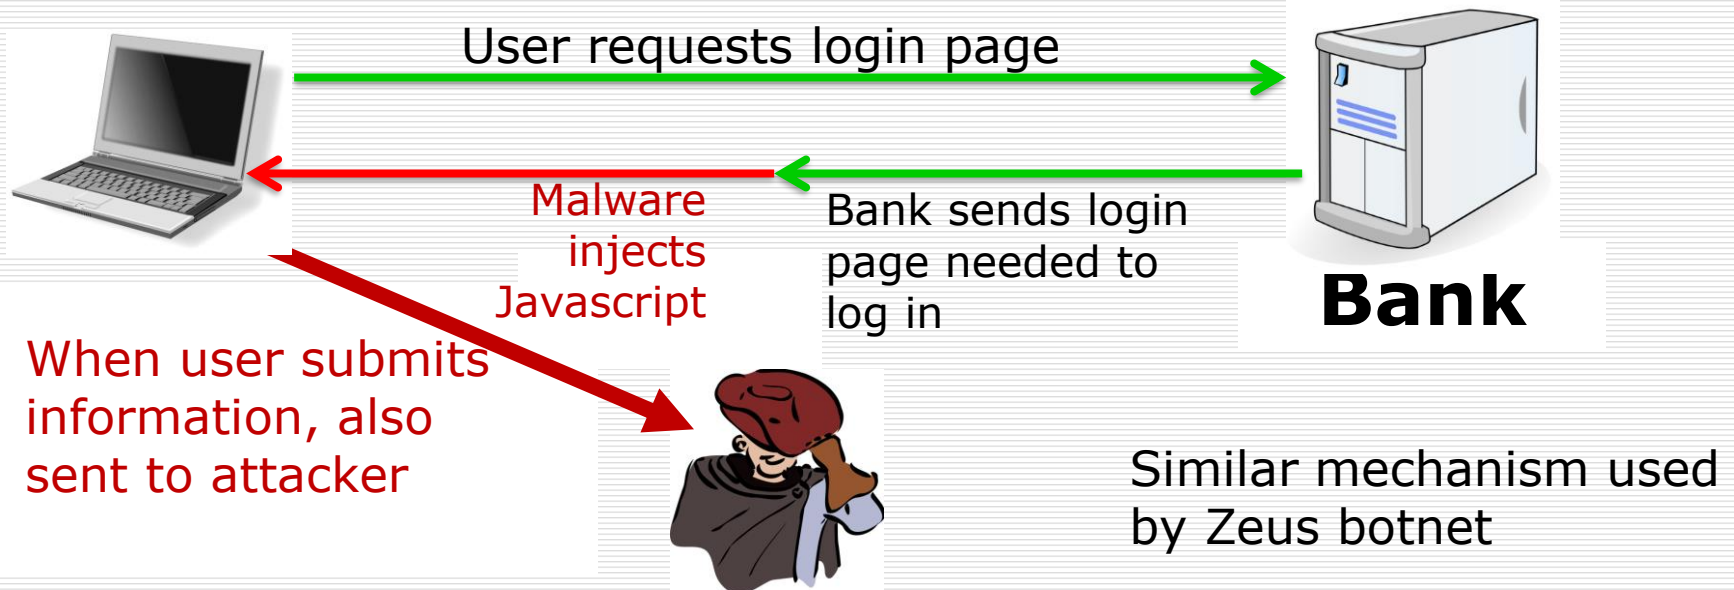 User requests login page
Malware
injects
Javascript
Bank sends login
page needed to
log in
Bank
When user submits
information, also
sent to attacker
Similar mechanism used
by Zeus botnet